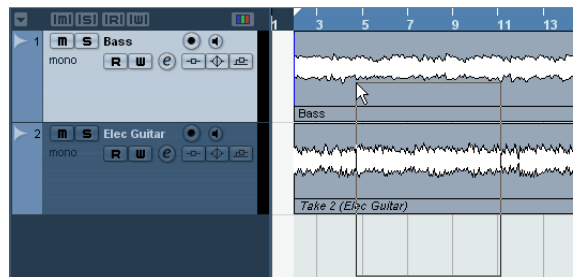 M S R W 1 3 5 7 9 11 13
1 m S Bass
mono R W e
Bass
2 m S Elec Guitar
mono R W e
Take 2 (Elec Guitar)